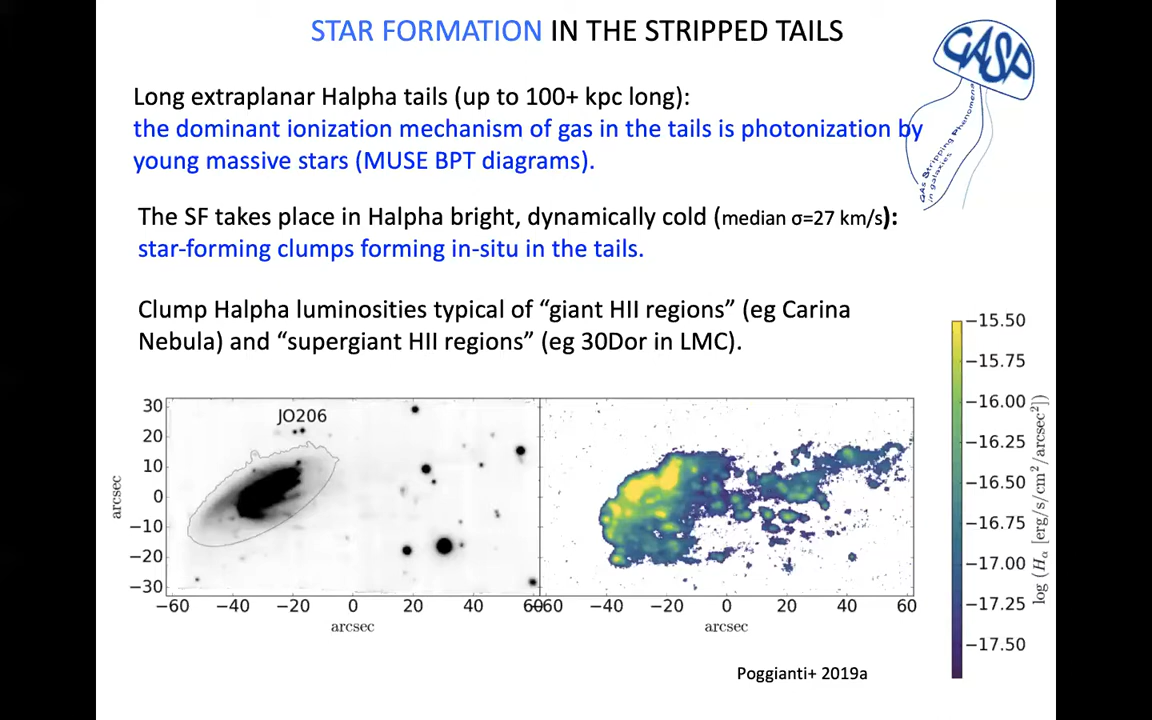 STAR FORMATION IN THE STRIPPED TAILS
GASP
GAs Stripping Phenomena
in galaxies
Long extraplanar Halpha tails (up to 100+ kpc long):
the dominant ionization mechanism of gas in the tails is photonization by
young massive stars (MUSE BPT diagrams).
The SF takes place in Halpha bright, dynamically cold (median σ=27 km/s):
star-forming clumps forming in-situ in the tails.
Clump Halpha luminosities typical of “giant HII regions” (eg Carina
Nebula) and “supergiant HII regions” (eg 30Dor in LMC).
JO206
30
20
10
0
−10
−20
−30
arcsec
−60 −40 −20 0 20 40 60
arcsec
−60 −40 −20 0 20 40 60
arcsec
−15.50
−15.75
−16.00
−16.25
−16.50
−16.75
−17.00
−17.25
−17.50
log (Hα [erg/s/cm²/arcsec²])
Poggianti+ 2019a